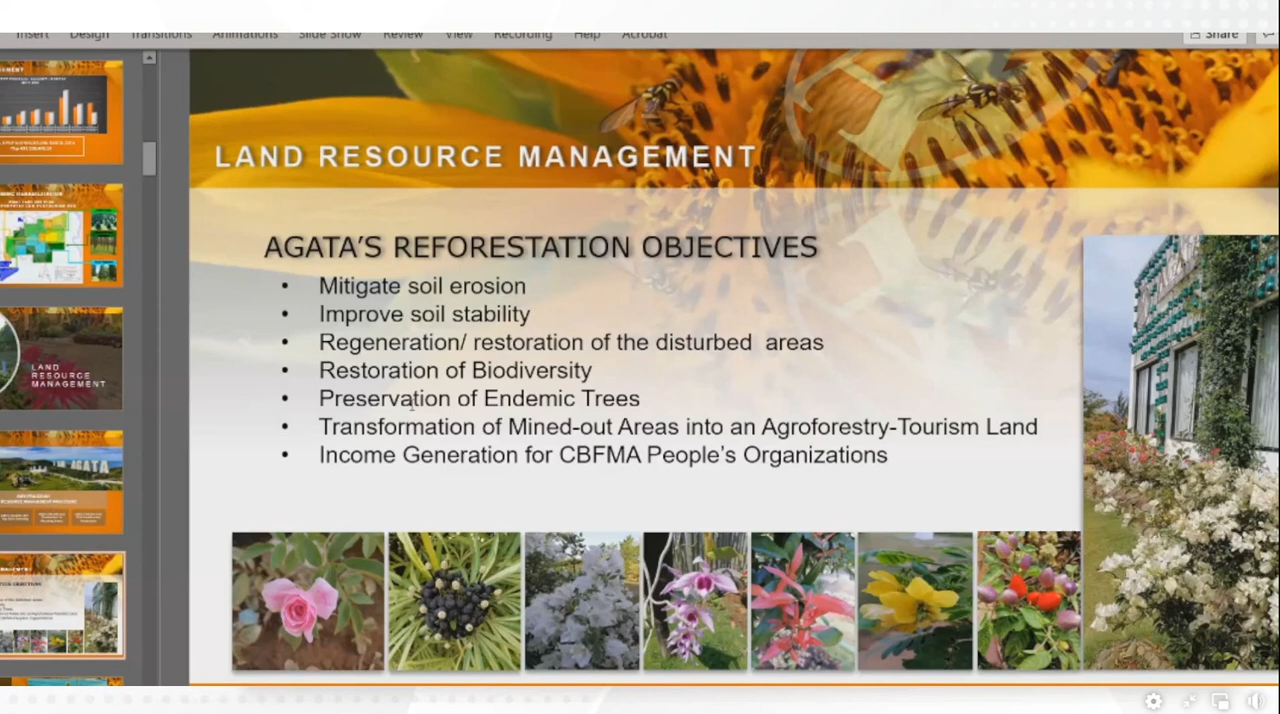 Insert Design Transitions Animations Slide Show Review View Recording Help Acrobat Share
LAND RESOURCE MANAGEMENT
AGATA'S REFORESTATION OBJECTIVES
• Mitigate soil erosion
• Improve soil stability
• Regeneration/ restoration of the disturbed areas
• Restoration of Biodiversity
• Preservation of Endemic Trees
• Transformation of Mined-out Areas into an Agroforestry-Tourism Land
• Income Generation for CBFMA People's Organizations
LAND
RESOURCE
MANAGEMENT